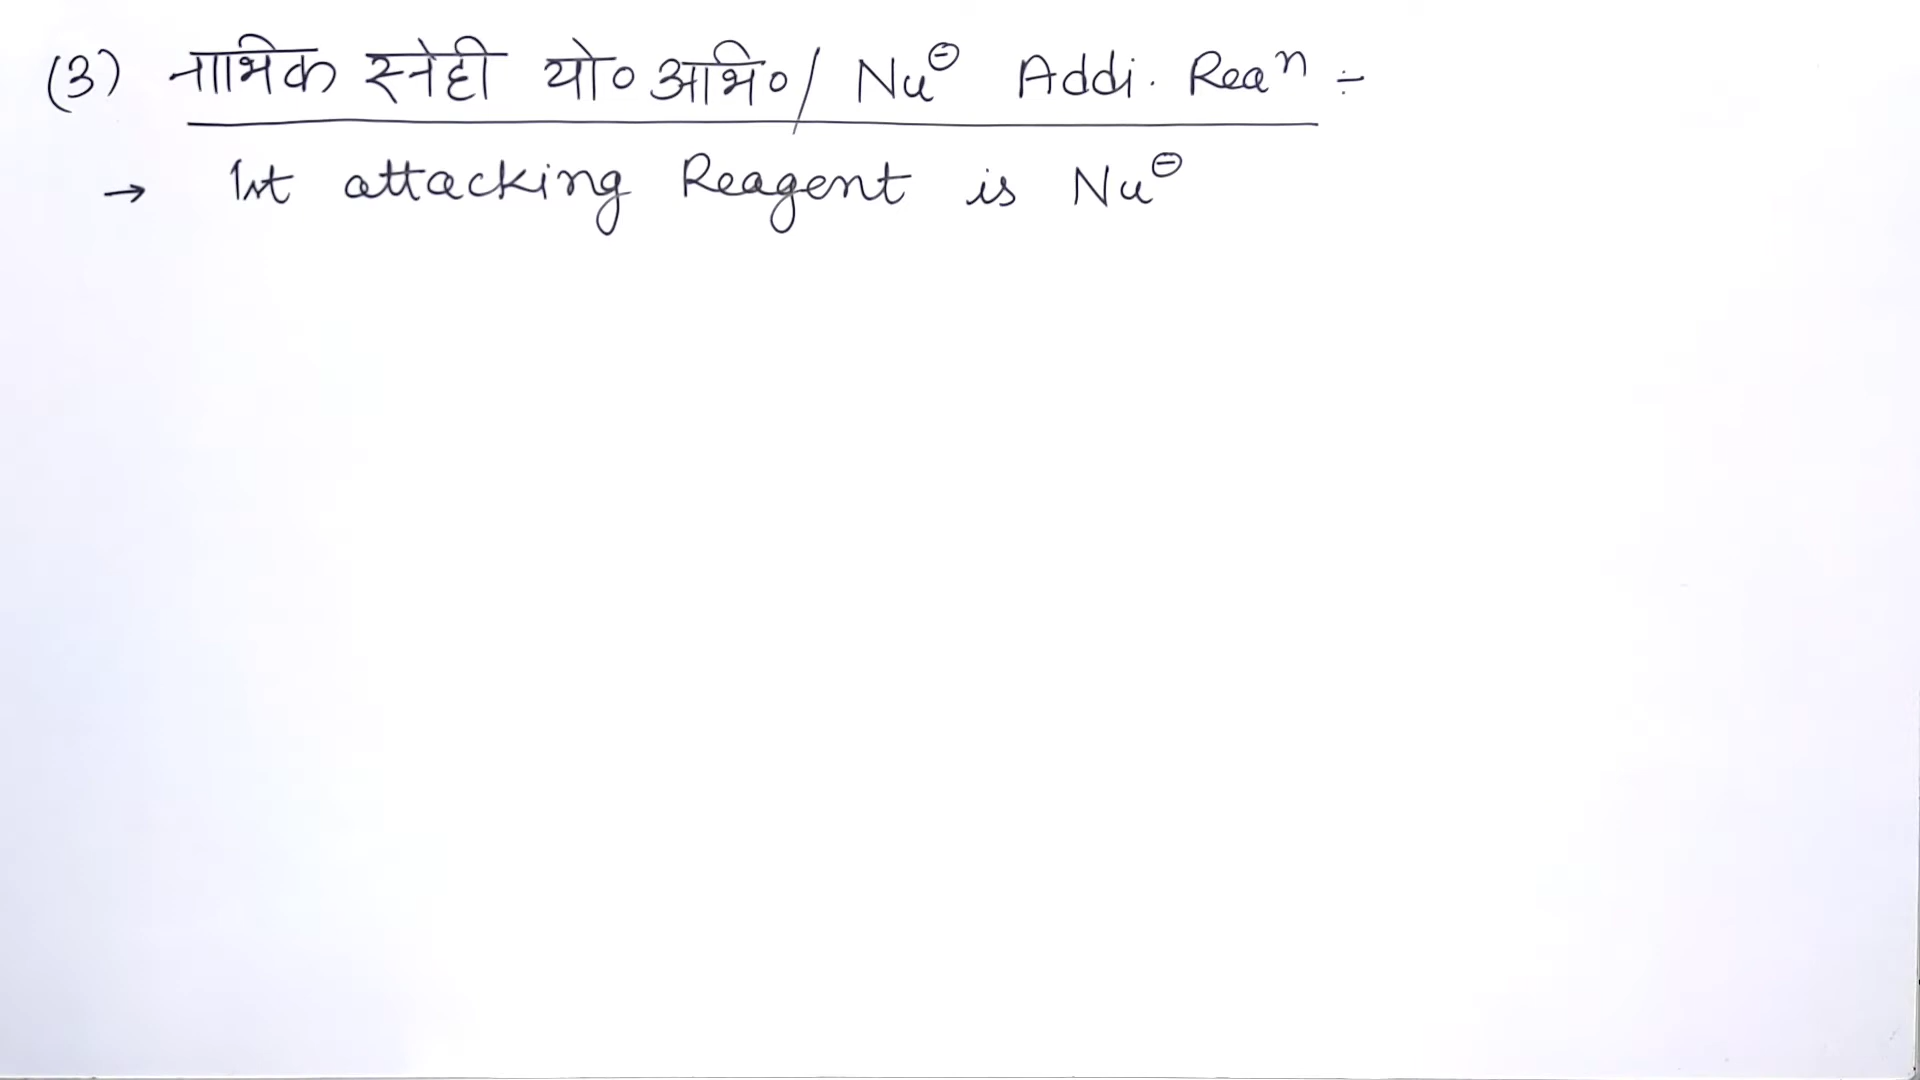 (3) नाभिक स्नेही यो० अभि० / Nu⊖ Addi. Reaⁿ ÷
→ 1st attacking Reagent is Nu⊖